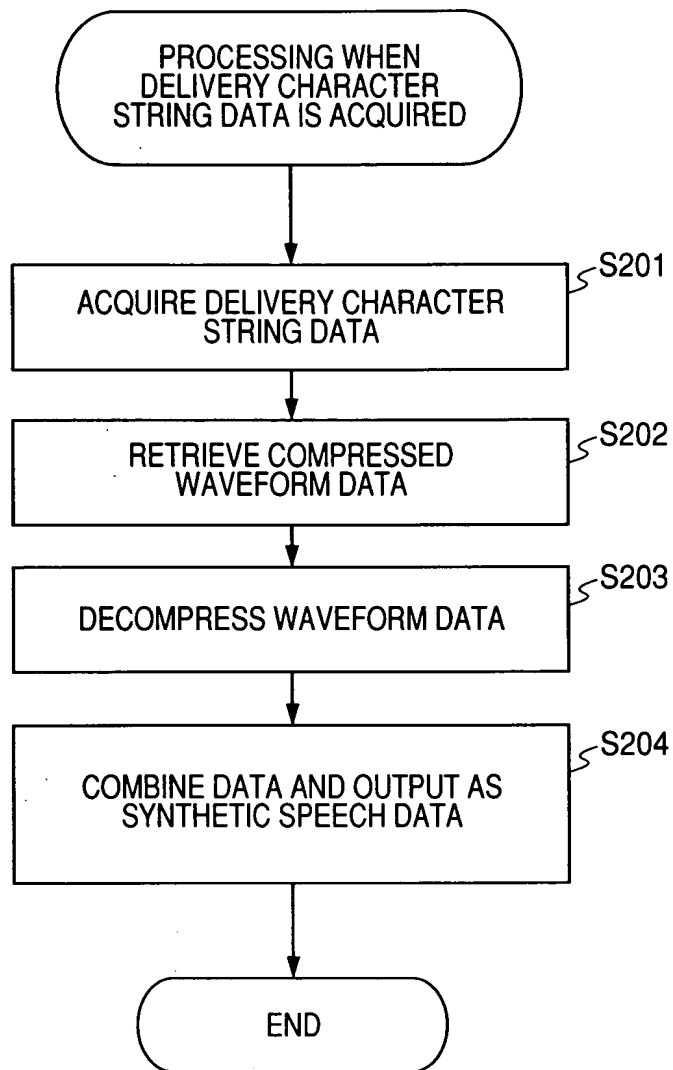 PROCESSING WHEN
DELIVERY CHARACTER
STRING DATA IS ACQUIRED
S201
ACQUIRE DELIVERY CHARACTER
STRING DATA
S202
RETRIEVE COMPRESSED
WAVEFORM DATA
S203
DECOMPRESS WAVEFORM DATA
S204
COMBINE DATA AND OUTPUT AS
SYNTHETIC SPEECH DATA
END